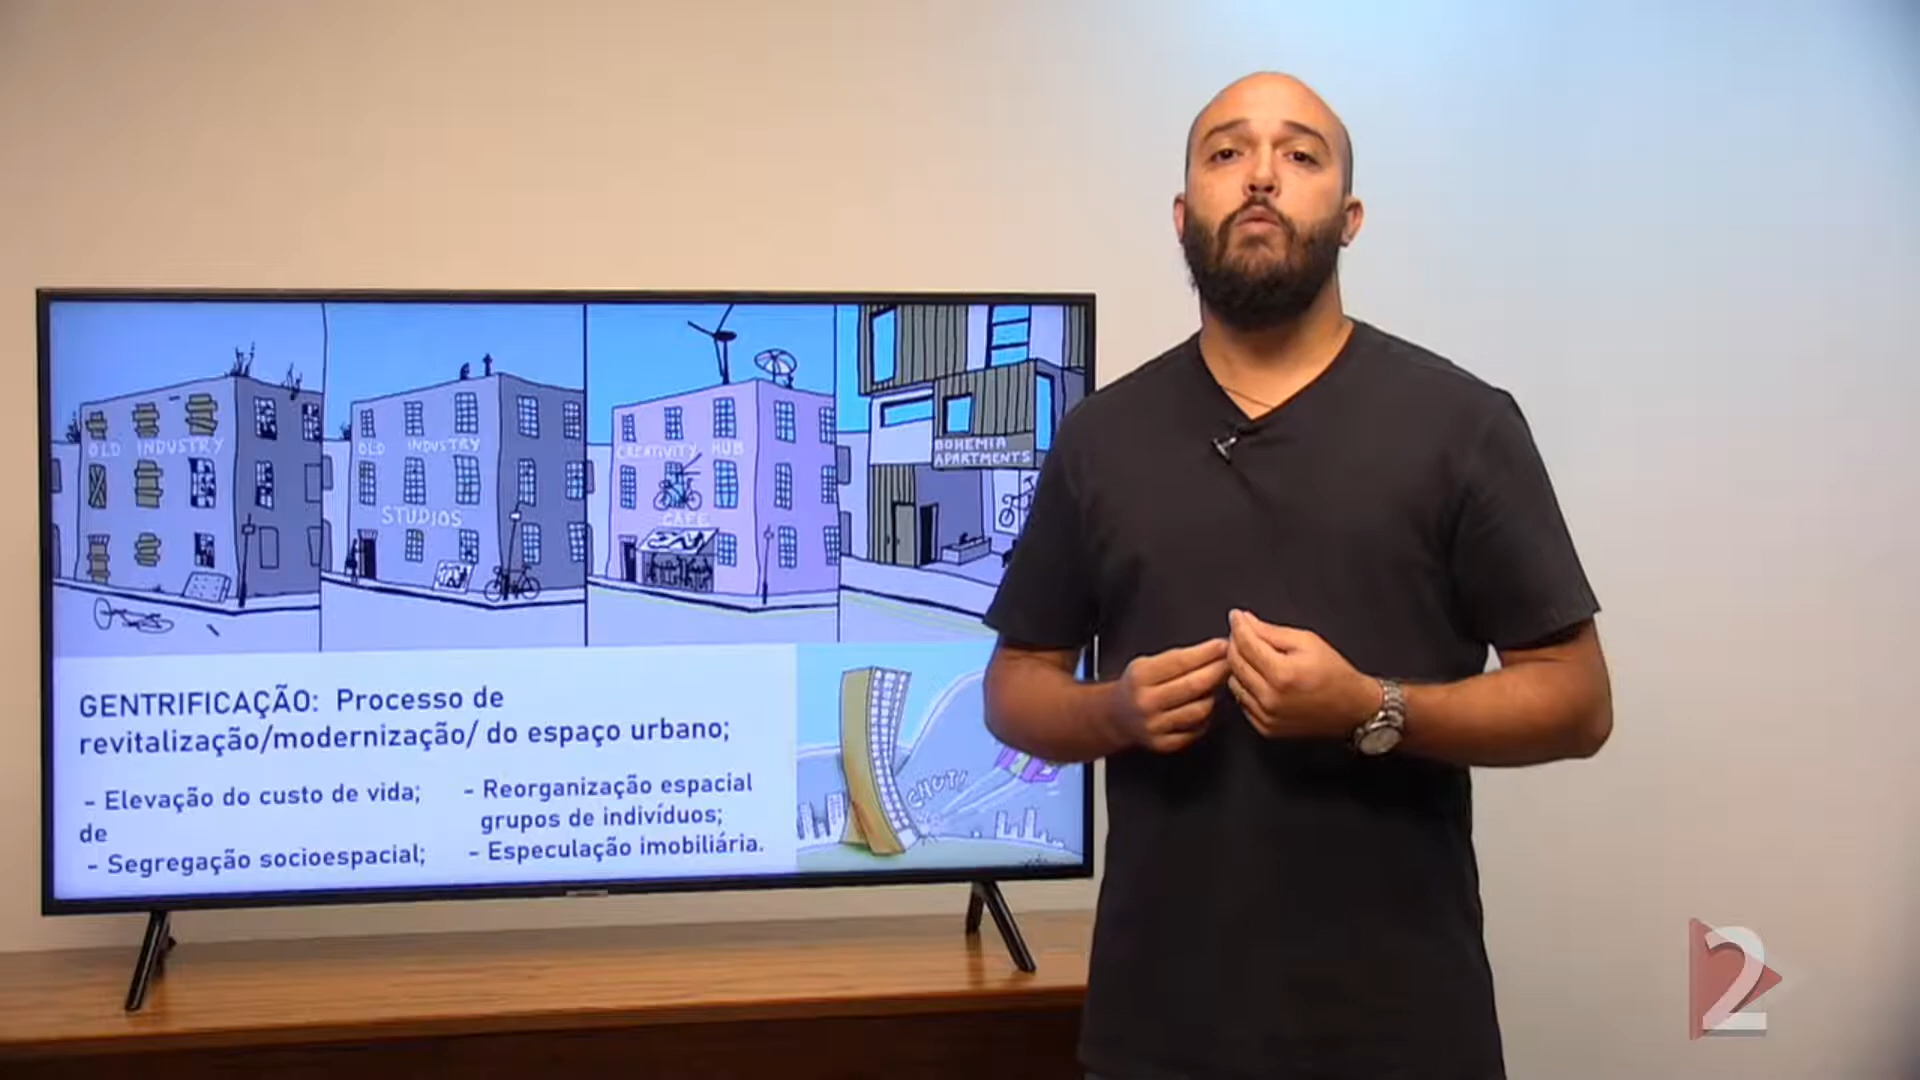 OLD INDUSTRY
OLD INDUSTRY
STUDIOS
CREATIVITY HUB
CAFE
BOHEMIA
APARTMENTS
GENTRIFICAÇÃO: Processo de
revitalização/modernização/ do espaço urbano;
- Elevação do custo de vida;
de
- Segregação socioespacial;
- Reorganização espacial
grupos de indivíduos;
- Especulação imobiliária.
CHUT!
2